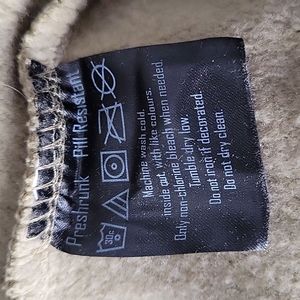 Preshrunk Pill Resistant
30c
Machine wash cold,
inside out, with like colours.
Only non-chlorine bleach when needed.
Tumble dry low.
Do not iron if decorated.
Do not dry clean.